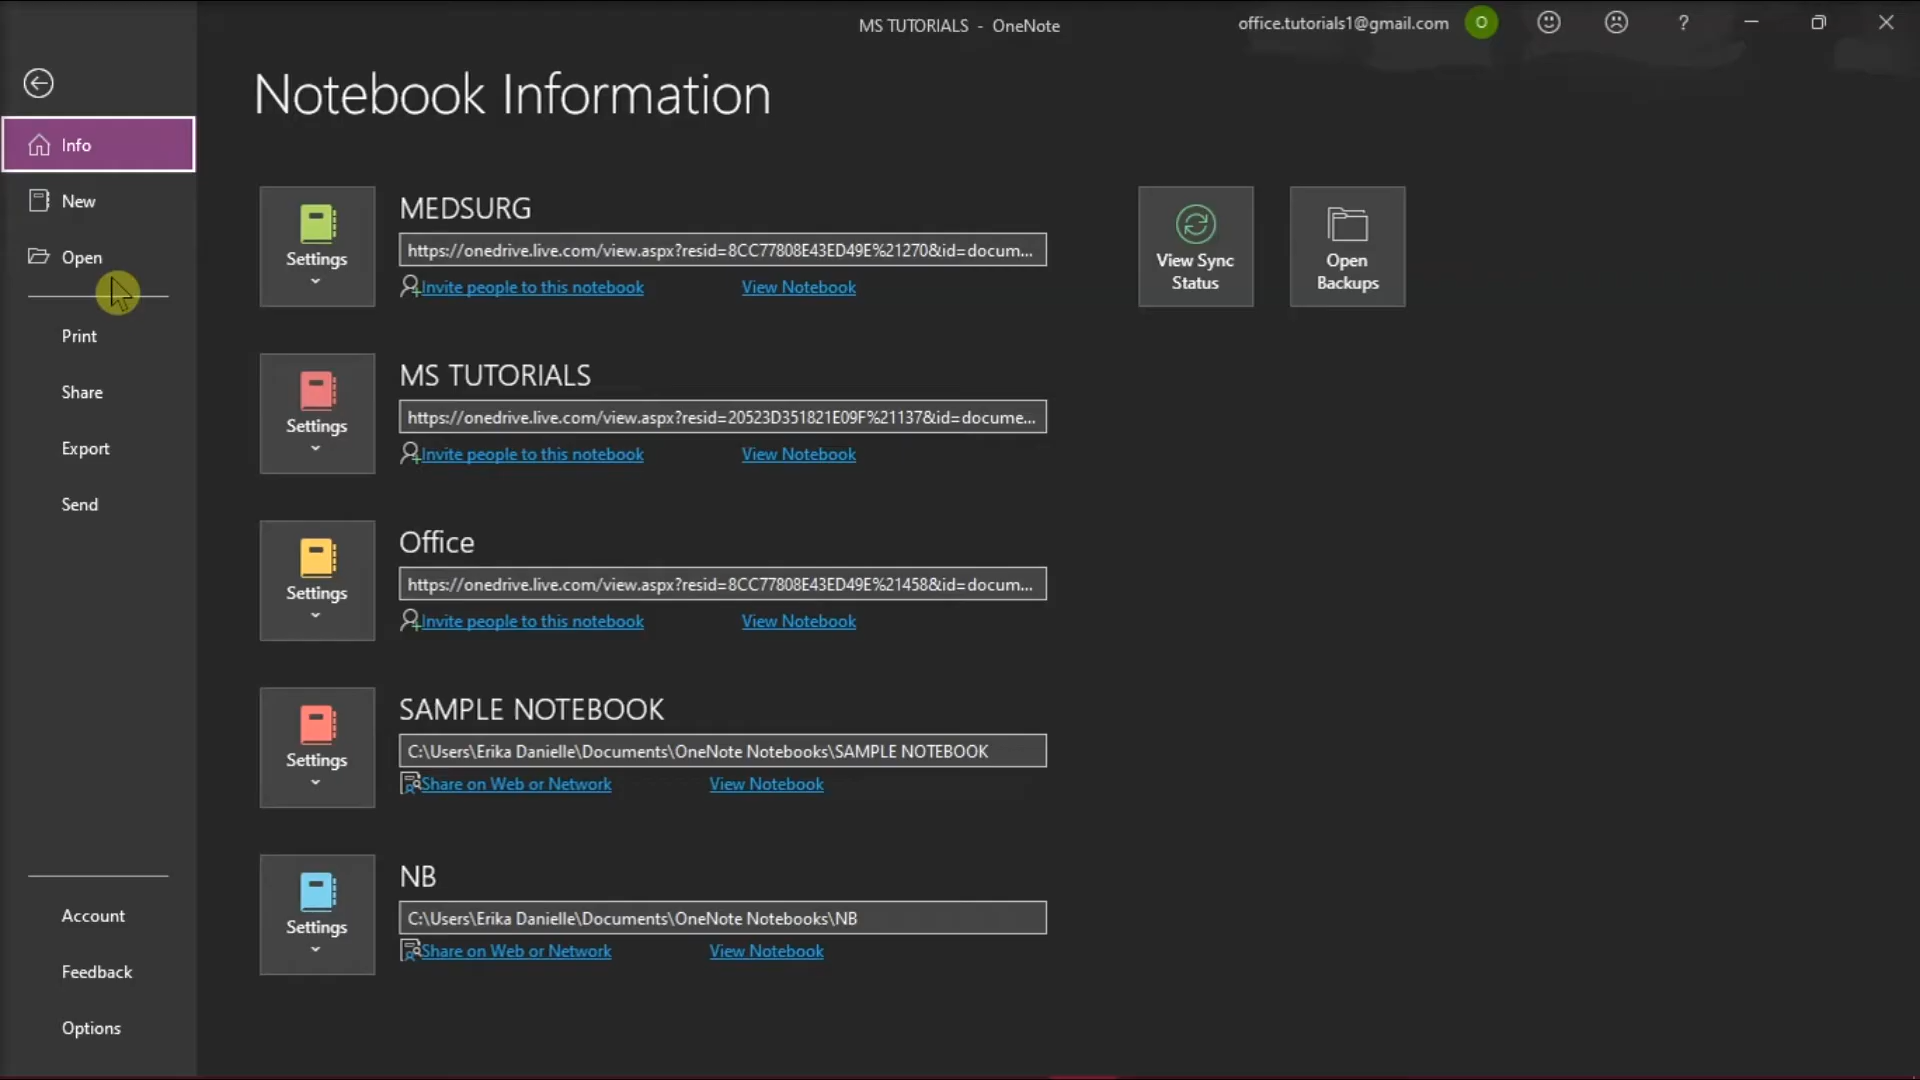 MS TUTORIALS - OneNote
office.tutorials1@gmail.com
O
?
Notebook Information
Info
New
Open
Print
Share
Export
Send
Account
Feedback
Options
Settings
MEDSURG
https://onedrive.live.com/view.aspx?resid=8CC77808E43ED49E%21270&id=docum...
Invite people to this notebook
View Notebook
View Sync
Status
Open
Backups
Settings
MS TUTORIALS
https://onedrive.live.com/view.aspx?resid=20523D351821E09F%21137&id=docume...
Invite people to this notebook
View Notebook
Settings
Office
https://onedrive.live.com/view.aspx?resid=8CC77808E43ED49E%21458&id=docum...
Invite people to this notebook
View Notebook
Settings
SAMPLE NOTEBOOK
C:\Users\Erika Danielle\Documents\OneNote Notebooks\SAMPLE NOTEBOOK
Share on Web or Network
View Notebook
Settings
NB
C:\Users\Erika Danielle\Documents\OneNote Notebooks\NB
Share on Web or Network
View Notebook